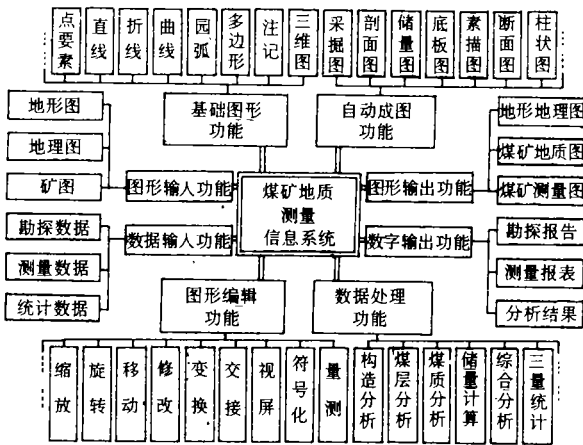 点要素
直线
折线
曲线
园弧
多边形
注记
三维图
采掘图
剖面图
储量图
底板图
素描图
断面图
柱状图
地形图
地理图
矿图
基础图形
功能
自动成图
功能
地形地理图
煤矿地质图
煤矿测量图
图形输入功能
煤矿地质
测量
信息系统
图形输出功能
勘探数据
测量数据
统计数据
数据输入功能
数字输出功能
勘探报告
测量报表
分析结果
图形编辑
功能
数据处理
功能
缩放
旋转
移动
修改
变换
交接
视屏
符号化
量测
构造分析
煤层分析
煤质分析
储量计算
综合分析
三量统计